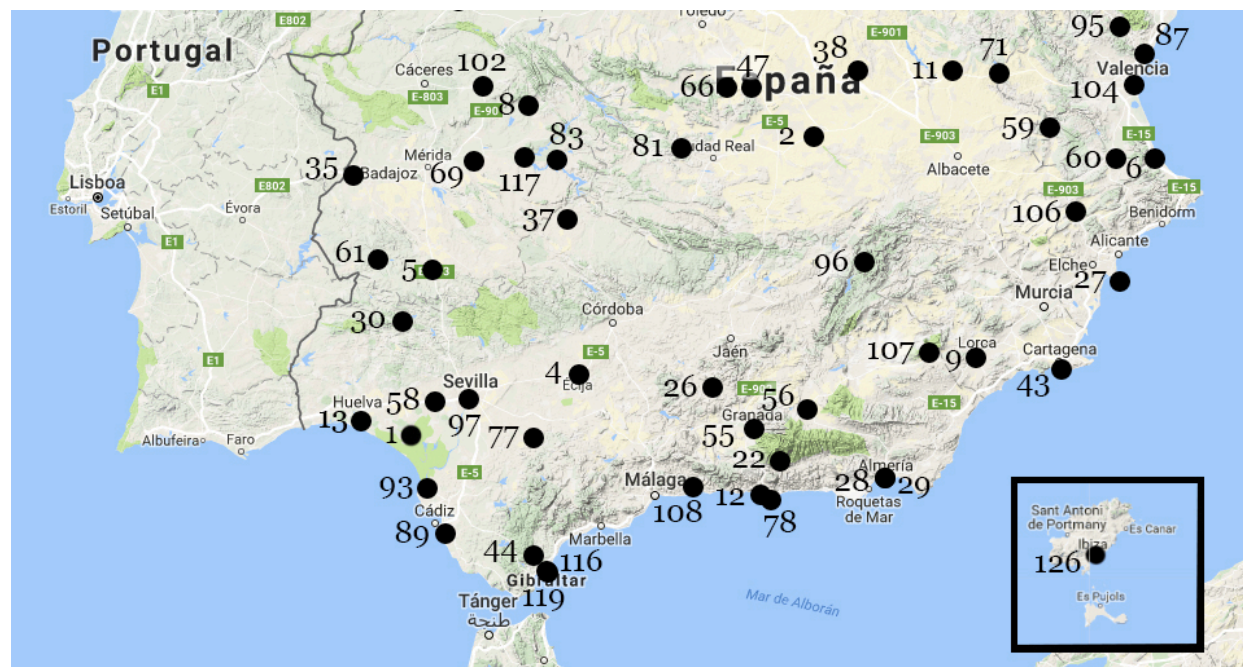 Toledo
E802
95
E-901
38
87
Portugal
102
47
11
71
Cáceres
España
Valencia
E-803
66
104
E1
E-90
8
83
E-5
2
59
E-15
81
Ciudad Real
E-903
Mérida
Albacete
60
6
35
Badajoz
69
117
Lisboa
E802
E-903
E-15
Estoril
Évora
37
106
Benidorm
Setúbal
E1
Alicante
61
5
E-803
96
Elche
27
Murcia
Córdoba
30
Jaén
107
Lorca
E1
E-5
9
Cartagena
4
Écija
26
E-902
43
Sevilla
56
Huelva
58
E-15
13
97
Granada
Albufeira
Faro
1
77
55
22
Almería
E-5
Málaga
28
29
93
12
Roquetas
de Mar
108
78
Cádiz
Sant Antoni
de Portmany
Es Canar
89
Marbella
Ibiza
44
116
126
Gibraltar
119
Mar de Alborán
Es Pujols
Tánger
طنجة